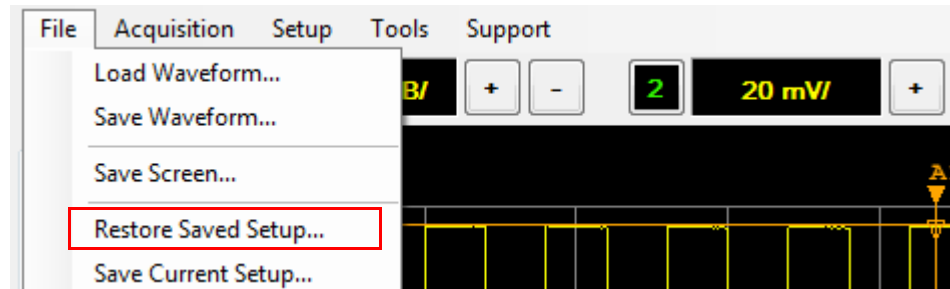 File Acquisition Setup Tools Support
Load Waveform...
B/ + - 2 20 mV/ +
Save Waveform...
Save Screen...
A
Restore Saved Setup...
Save Current Setup...